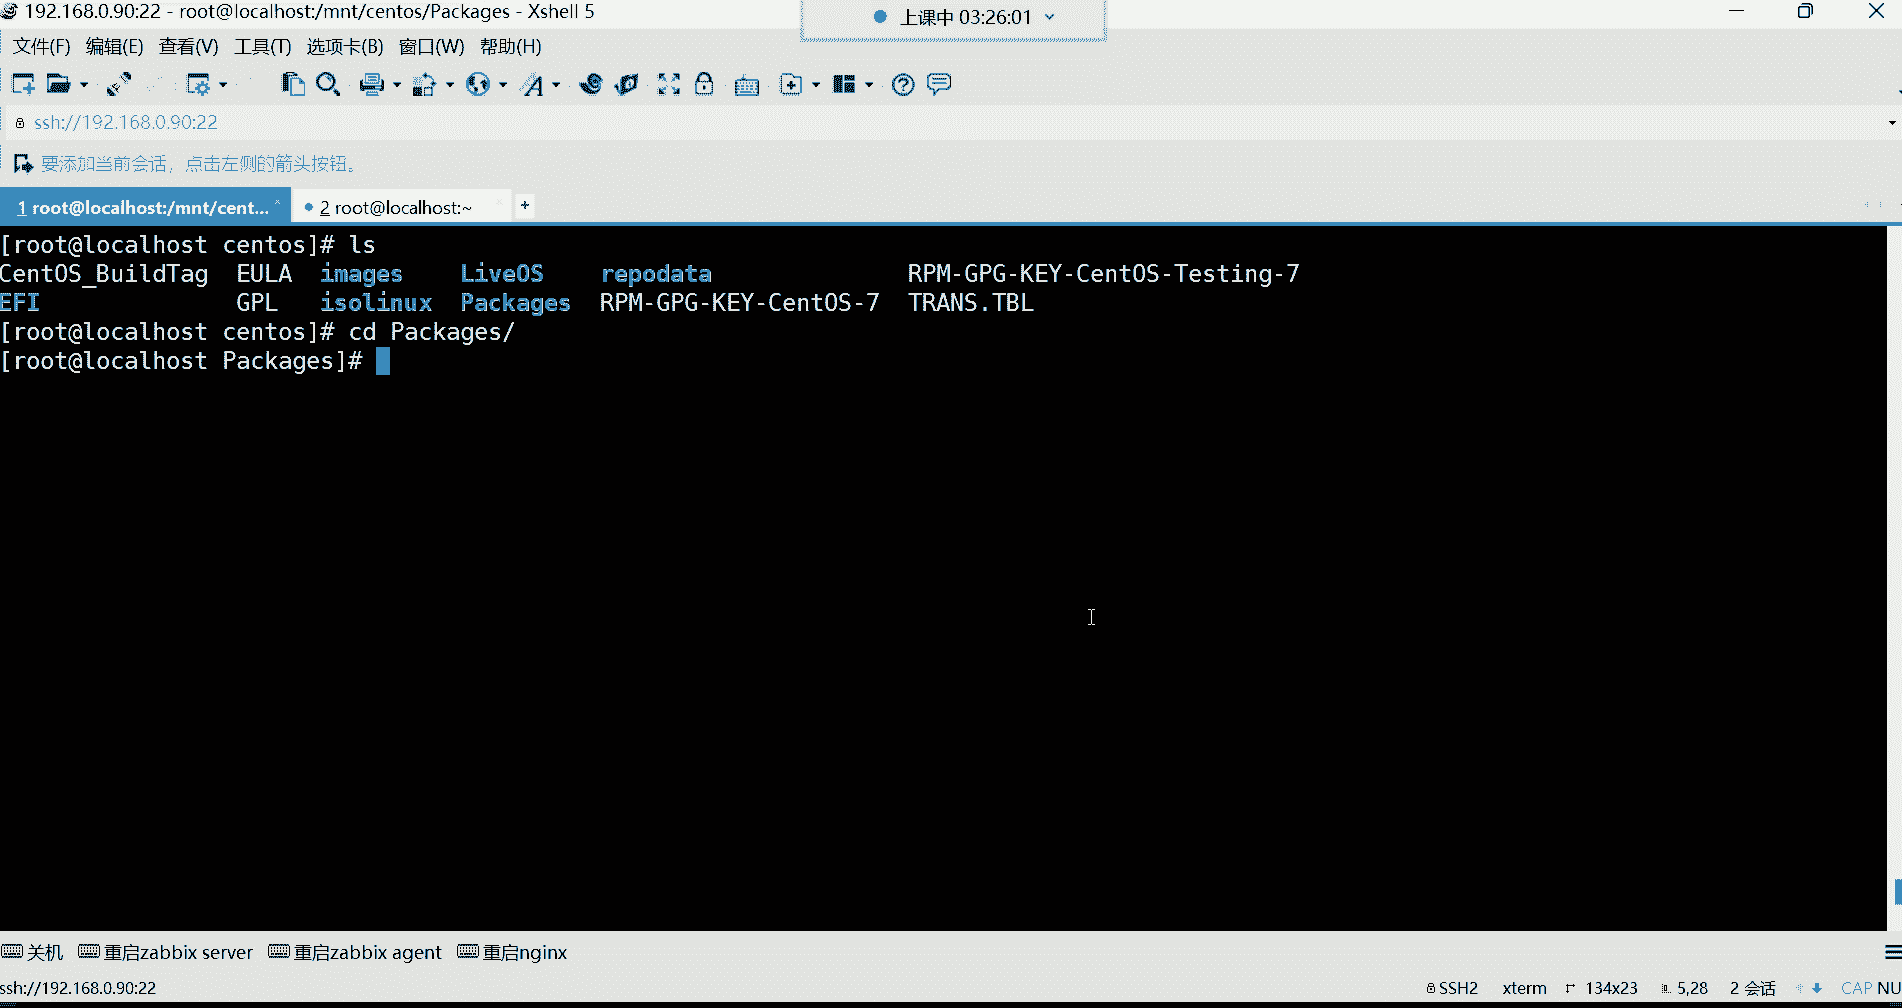 192.168.0.90:22 - root@localhost:/mnt/centos/Packages - Xshell 5
上课中 03:26:01
文件(F) 编辑(E) 查看(V) 工具(T) 选项卡(B) 窗口(W) 帮助(H)
ssh://192.168.0.90:22
要添加当前会话，点击左侧的箭头按钮。
1 root@localhost:/mnt/cent... 2 root@localhost:~ +
[root@localhost centos]# ls
CentOS_BuildTag EULA images LiveOS repodata RPM-GPG-KEY-CentOS-Testing-7
EFI GPL isolinux Packages RPM-GPG-KEY-CentOS-7 TRANS.TBL
[root@localhost centos]# cd Packages/
[root@localhost Packages]#
关机 重启zabbix server 重启zabbix agent 重启nginx
ssh://192.168.0.90:22 SSH2 xterm 134x23 5,28 2 会话 CAP NU